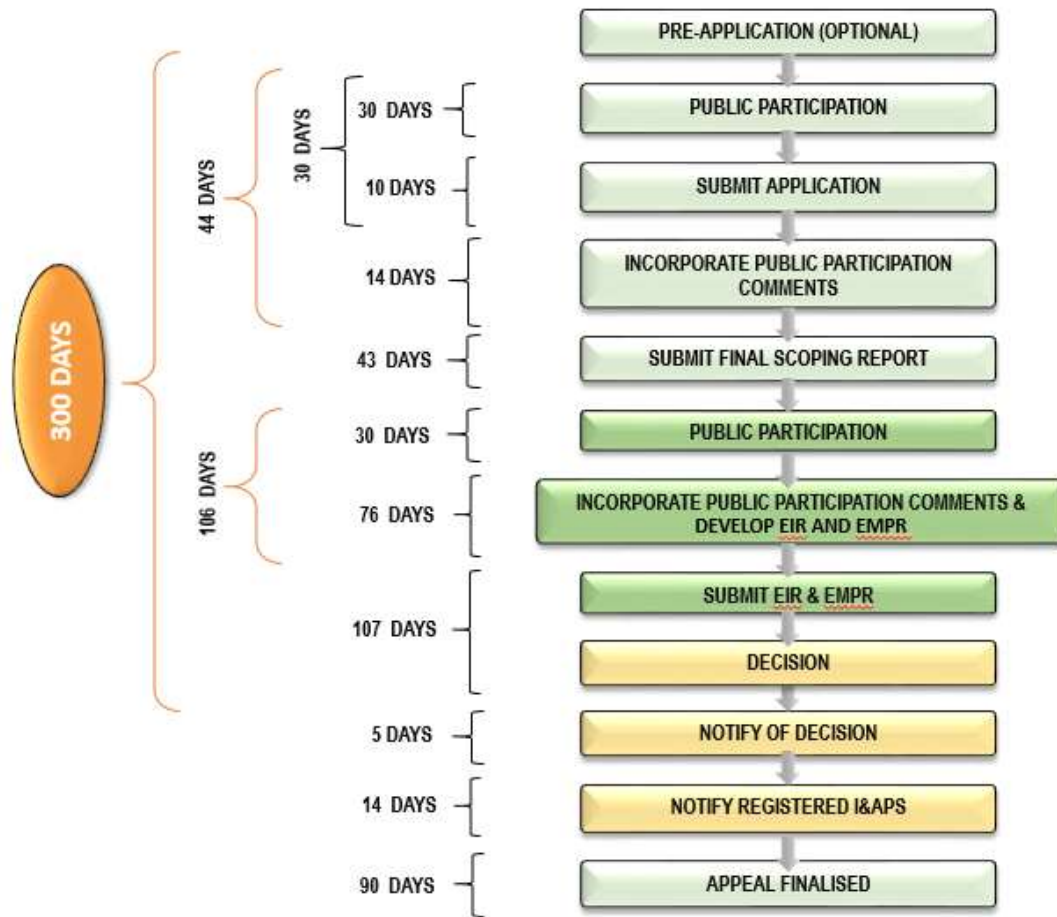 300 DAYS
44 DAYS
106 DAYS
30 DAYS
30 DAYS
10 DAYS
14 DAYS
43 DAYS
30 DAYS
76 DAYS
107 DAYS
5 DAYS
14 DAYS
90 DAYS
PRE-APPLICATION (OPTIONAL)
PUBLIC PARTICIPATION
SUBMIT APPLICATION
INCORPORATE PUBLIC PARTICIPATION
COMMENTS
SUBMIT FINAL SCOPING REPORT
PUBLIC PARTICIPATION
INCORPORATE PUBLIC PARTICIPATION COMMENTS &
DEVELOP EIR AND EMPR
SUBMIT EIR & EMPR
DECISION
NOTIFY OF DECISION
NOTIFY REGISTERED I&APS
APPEAL FINALISED